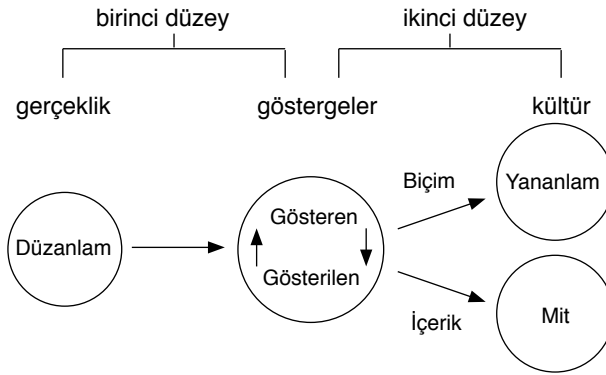 birinci düzey
ikinci düzey
gerçeklik
göstergeler
kültür
Düzanlam
Gösteren
Gösterilen
Biçim
İçerik
Yananlam
Mit